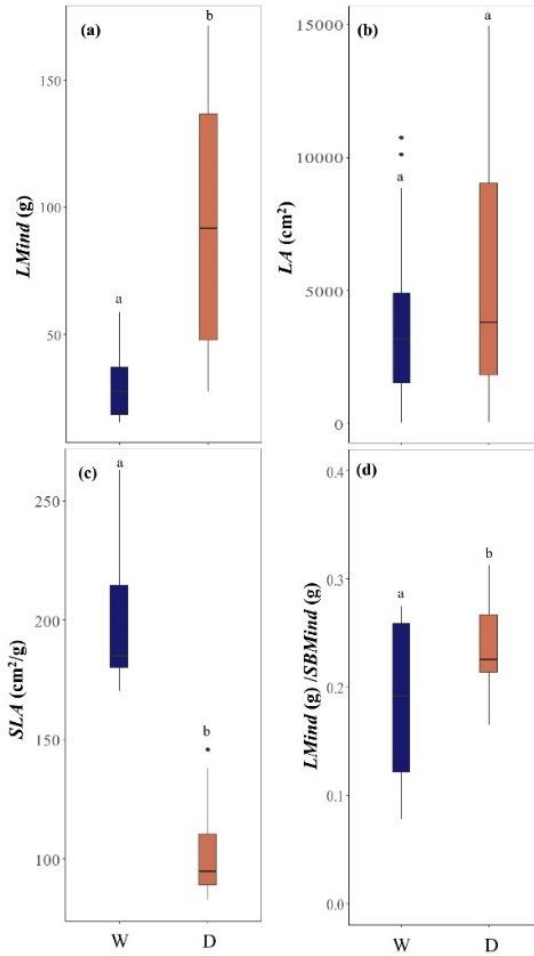 (a)
b
150
100
50
a
LMind (g)
(b)
a
15000
10000
5000
0
a
LA (cm²)
(c)
a
250
200
150
100
b
SLA (cm²/g)
W
D
(d)
0.4
0.3
0.2
0.1
0.0
a
b
LMind (g) /SBMind (g)
W
D